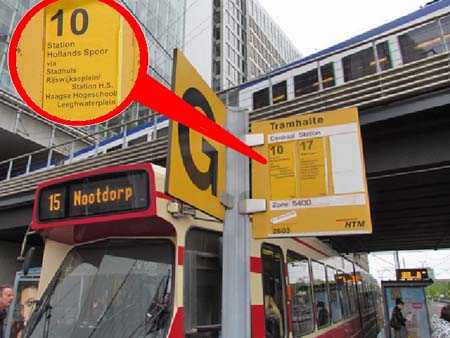 10
Station
Hollands Spoor
via
Stadhuis
Rijswijkseplein/
Station H.S.
Haagse Hogeschool/
Leeghwaterplein
G
Tramhalte
Centraal Station
10
17
Zone 5400
2603
HTM
15 Nootdorp